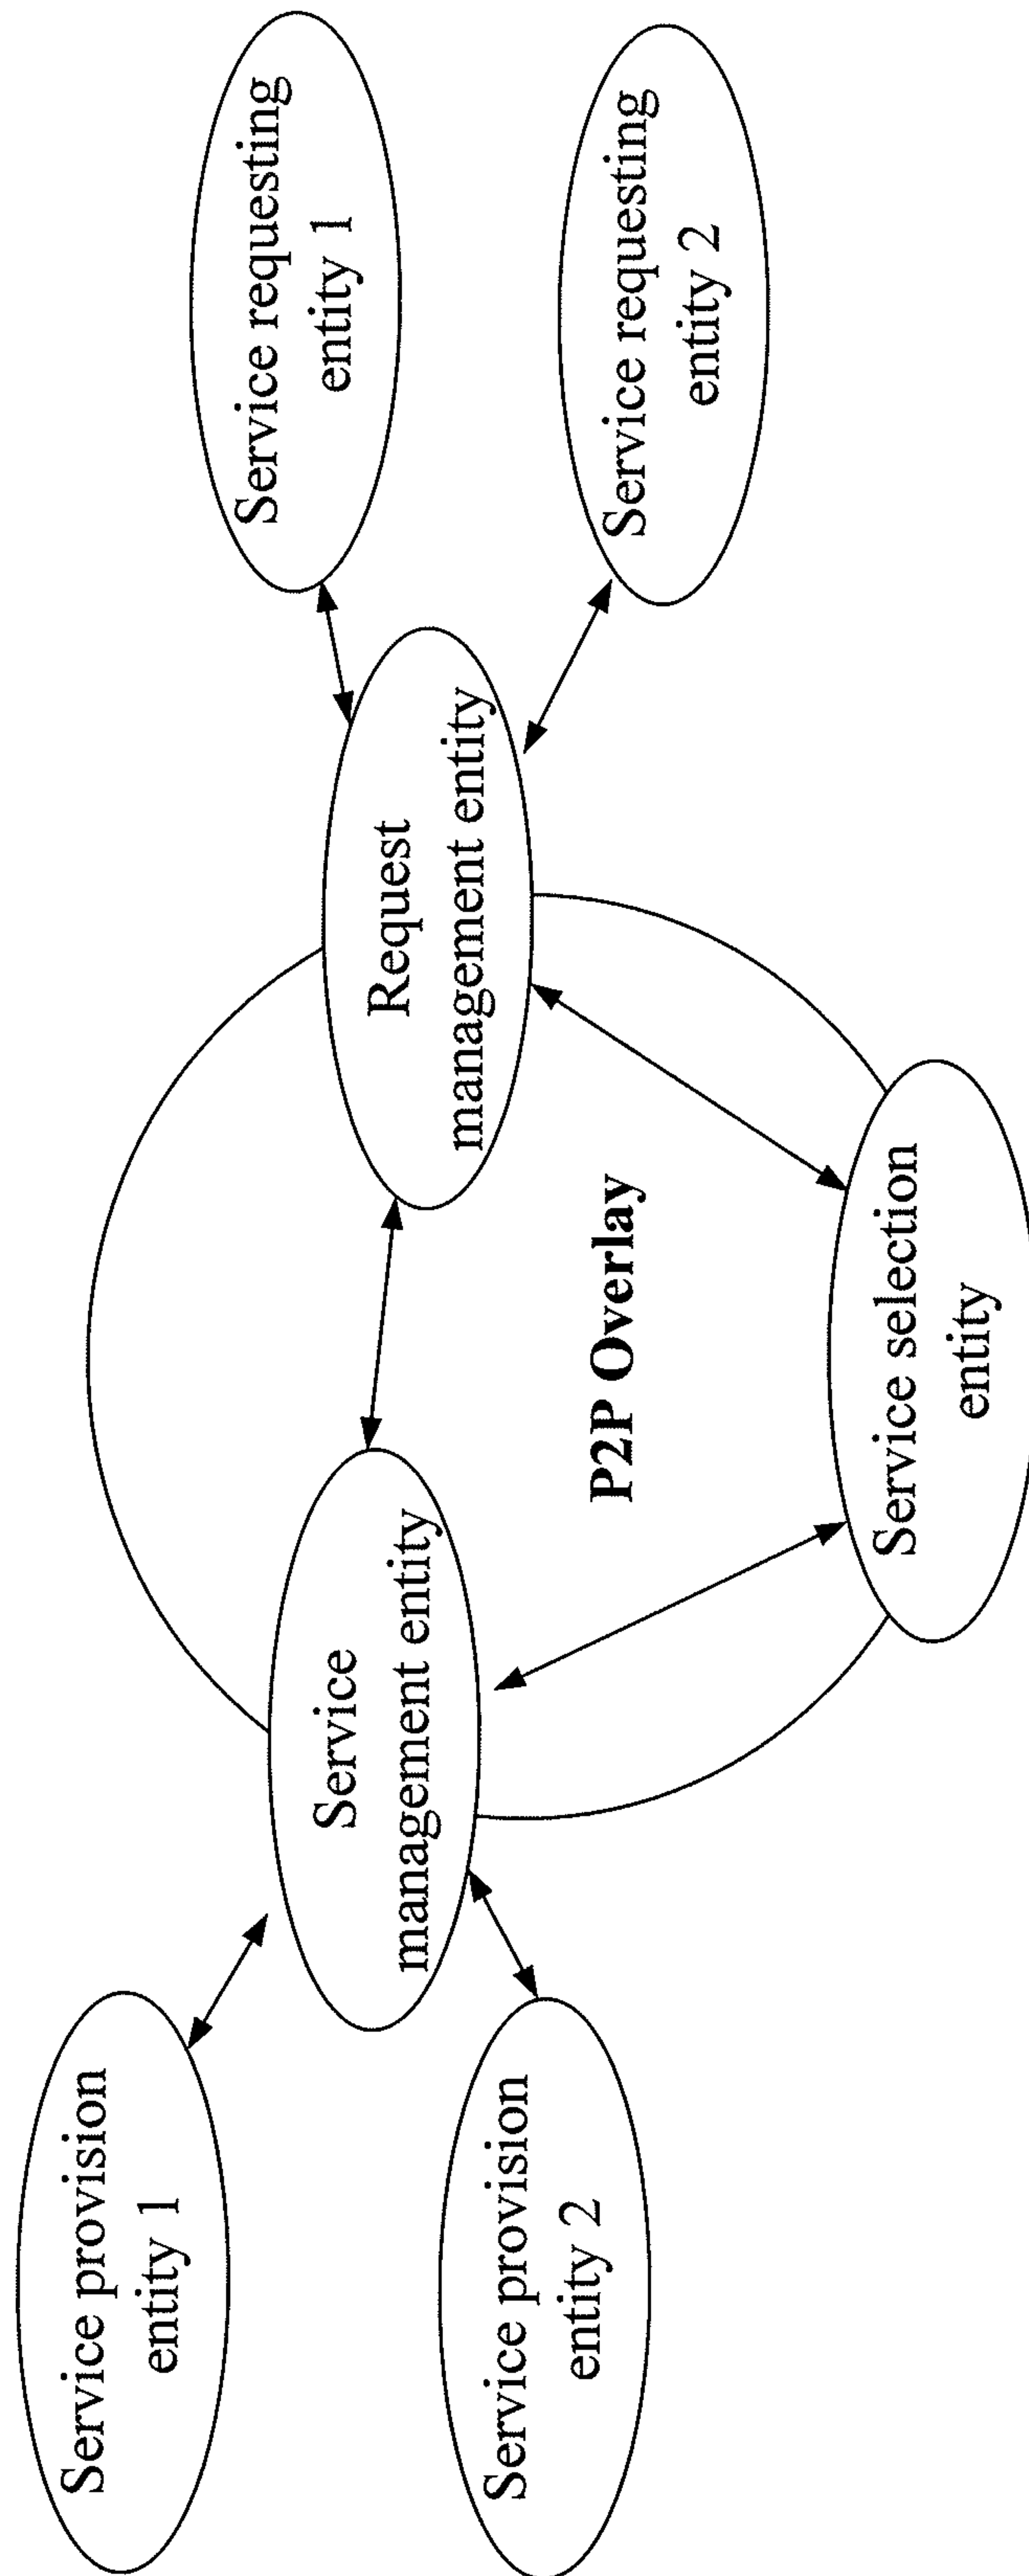 Service provision
entity 1
Service provision
entity 2
Service
management entity
P2P Overlay
Service selection
entity
Request
management entity
Service requesting
entity 1
Service requesting
entity 2